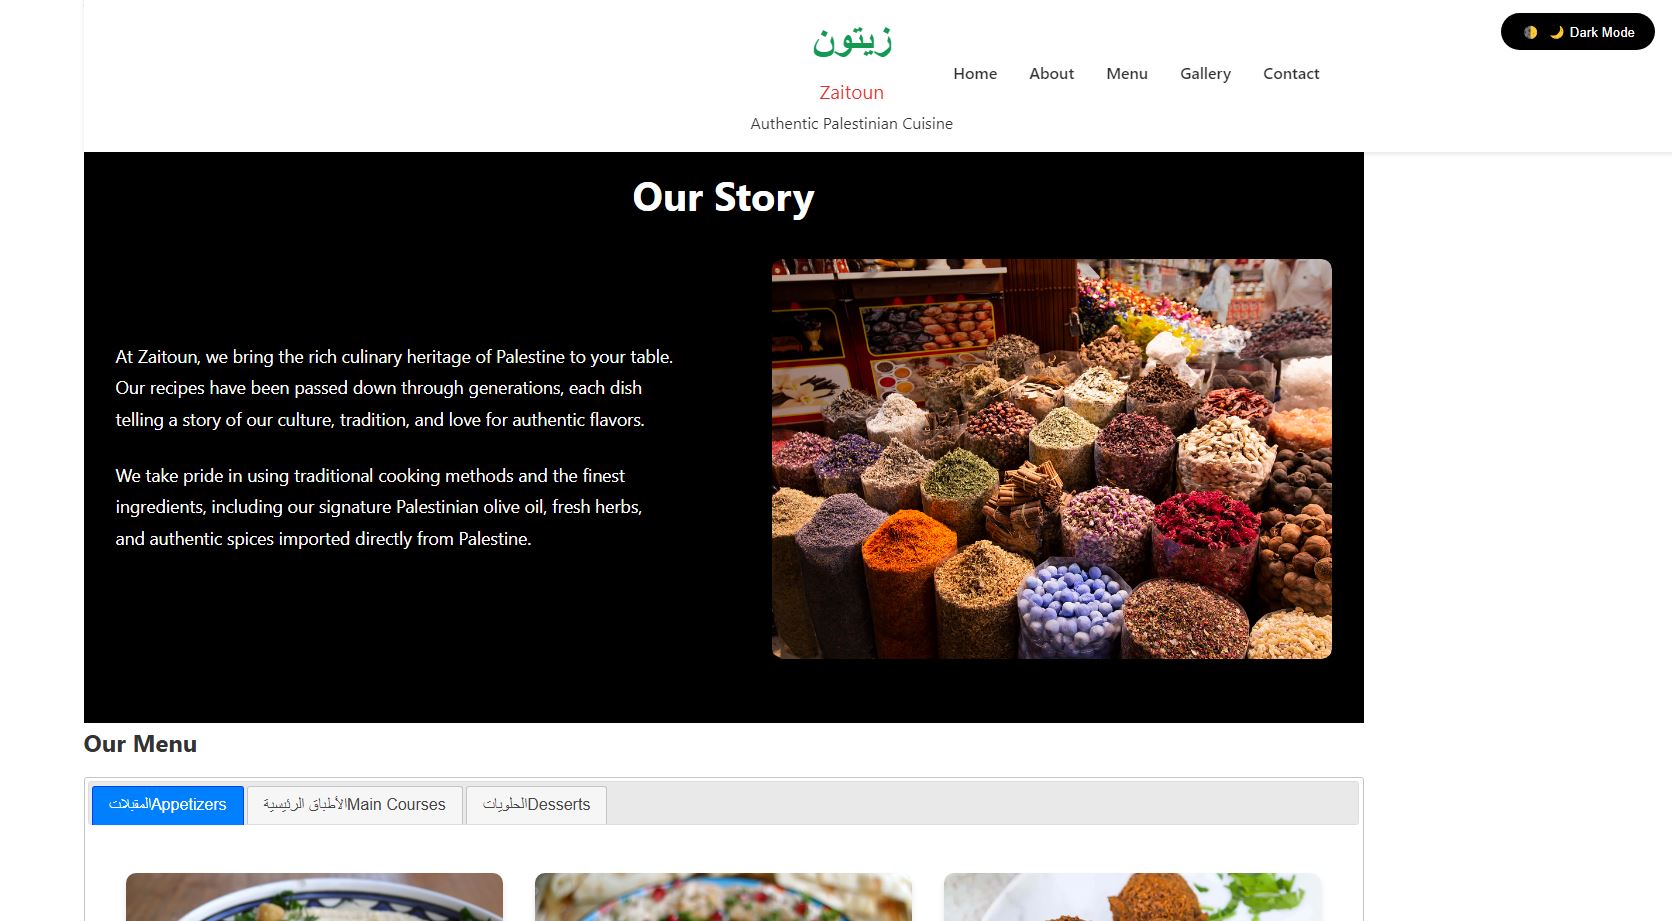 زيتون
Zaitoun
Authentic Palestinian Cuisine
Home About Menu Gallery Contact
🌗 🌙 Dark Mode
Our Story
At Zaitoun, we bring the rich culinary heritage of Palestine to your table.
Our recipes have been passed down through generations, each dish
telling a story of our culture, tradition, and love for authentic flavors.
We take pride in using traditional cooking methods and the finest
ingredients, including our signature Palestinian olive oil, fresh herbs,
and authentic spices imported directly from Palestine.
Our Menu
المقبلاتAppetizers الأطباق الرئيسيةMain Courses الحلوياتDesserts